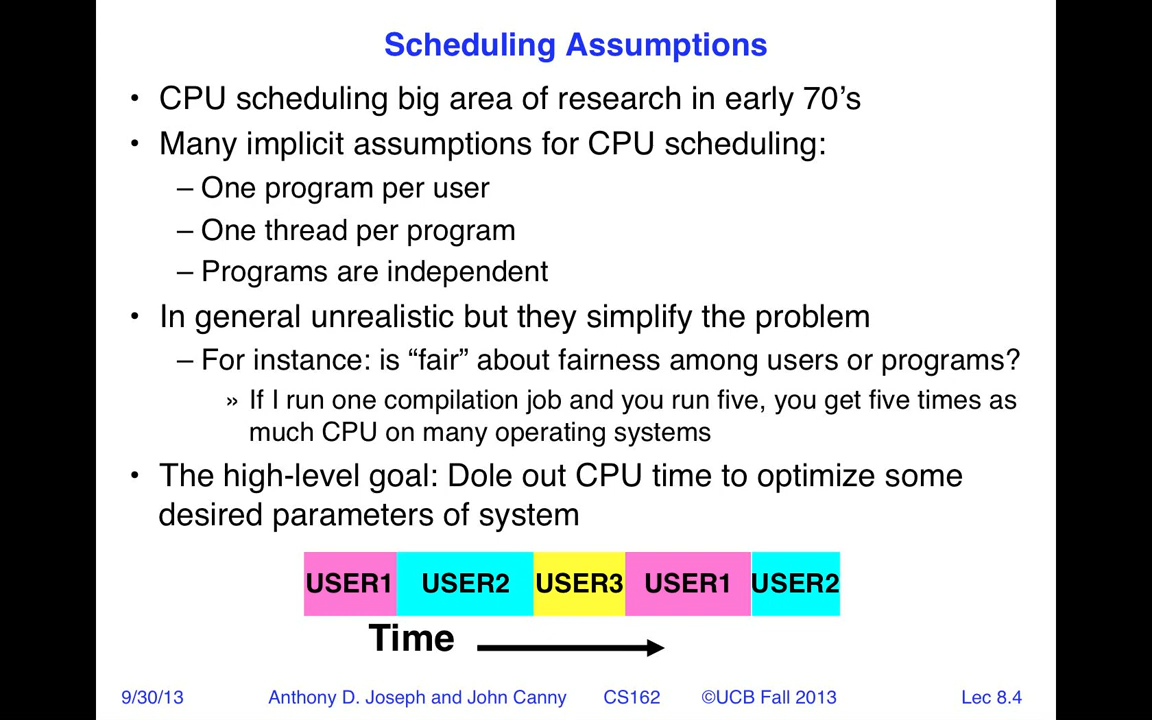 Scheduling Assumptions
• CPU scheduling big area of research in early 70’s
• Many implicit assumptions for CPU scheduling:
– One program per user
– One thread per program
– Programs are independent
• In general unrealistic but they simplify the problem
– For instance: is “fair” about fairness among users or programs?
» If I run one compilation job and you run five, you get five times as
much CPU on many operating systems
• The high-level goal: Dole out CPU time to optimize some
desired parameters of system
USER1 USER2 USER3 USER1 USER2
Time
9/30/13 Anthony D. Joseph and John Canny CS162 ©UCB Fall 2013 Lec 8.4